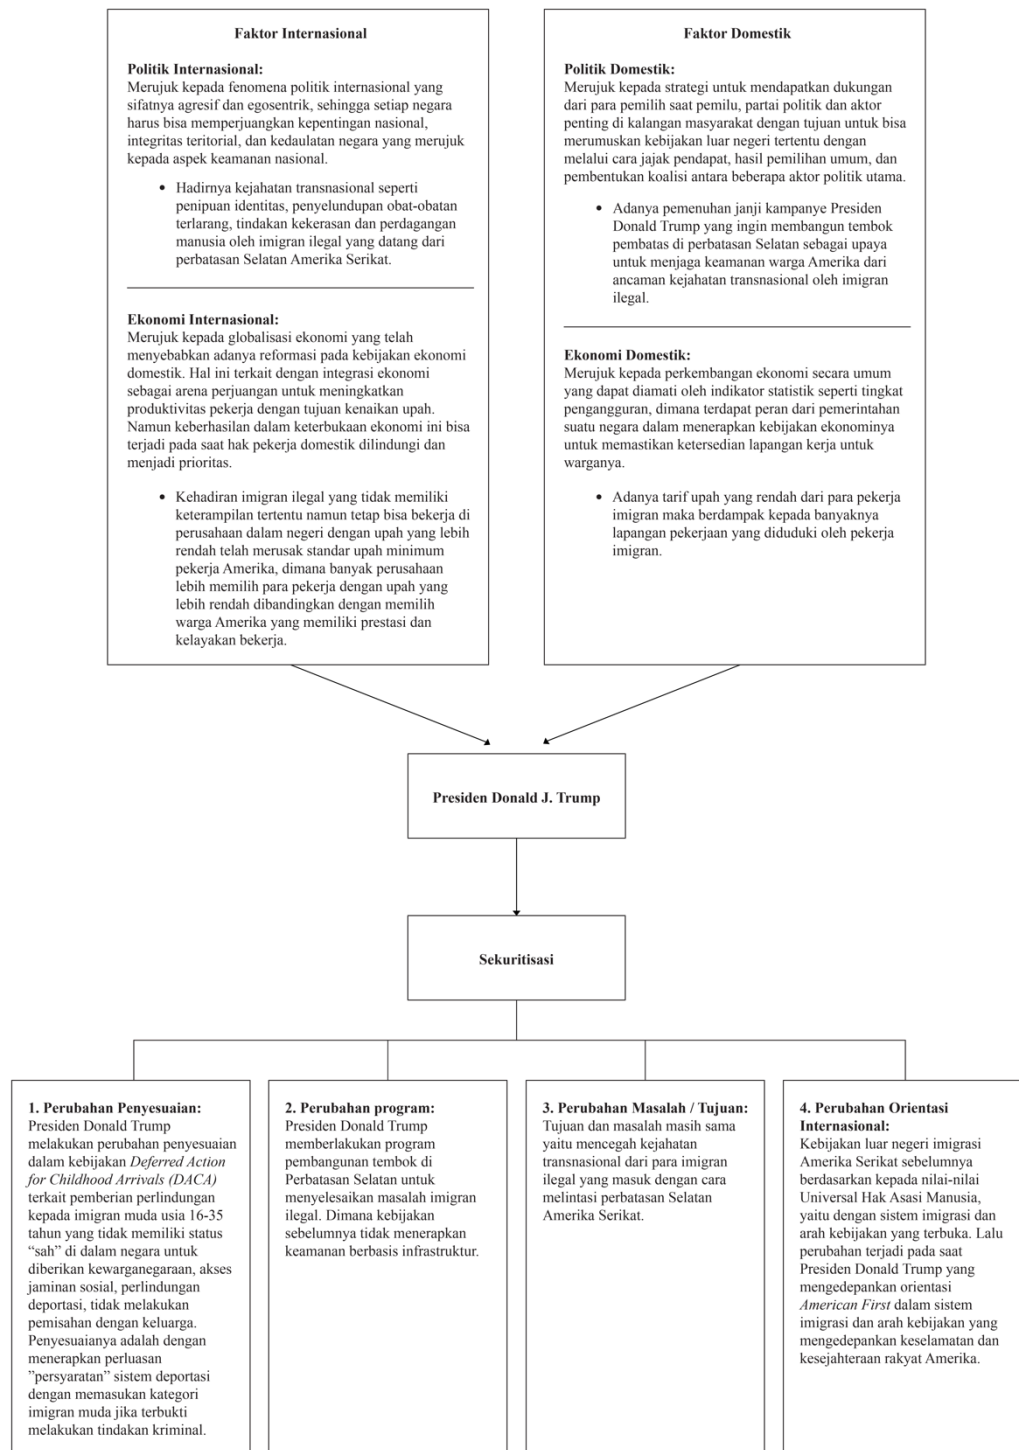 Faktor Internasional
Politik Internasional:
Merujuk kepada fenomena politik internasional yang
sifatnya agresif dan egosentrik, sehingga setiap negara
harus bisa memperjuangkan kepentingan nasional,
integritas teritorial, dan kedaulatan negara yang merujuk
kepada aspek keamanan nasional.
• Hadirnya kejahatan transnasional seperti
penipuan identitas, penyelundupan obat-obatan
terlarang, tindakan kekerasan dan perdagangan
manusia oleh imigran ilegal yang datang dari
perbatasan Selatan Amerika Serikat.
Ekonomi Internasional:
Merujuk kepada globalisasi ekonomi yang telah
menyebabkan adanya reformasi pada kebijakan ekonomi
domestik. Hal ini terkait dengan integrasi ekonomi
sebagai arena perjuangan untuk meningkatkan
produktivitas pekerja dengan tujuan kenaikan upah.
Namun keberhasilan dalam keterbukaan ekonomi ini bisa
terjadi pada saat hak pekerja domestik dilindungi dan
menjadi prioritas.
• Kehadiran imigran ilegal yang tidak memiliki
keterampilan tertentu namun tetap bisa bekerja di
perusahaan dalam negeri dengan upah yang lebih
rendah telah merusak standar upah minimum
pekerja Amerika, dimana banyak perusahaan
lebih memilih para pekerja dengan upah yang
lebih rendah dibandingkan dengan memilih
warga Amerika yang memiliki prestasi dan
kelayakan bekerja.
Faktor Domestik
Politik Domestik:
Merujuk kepada strategi untuk mendapatkan dukungan
dari para pemilih saat pemilu, partai politik dan aktor
penting di kalangan masyarakat dengan tujuan untuk bisa
merumuskan kebijakan luar negeri tertentu dengan
melalui cara jajak pendapat, hasil pemilihan umum, dan
pembentukan koalisi antara beberapa aktor politik utama.
• Adanya pemenuhan janji kampanye Presiden
Donald Trump yang ingin membangun tembok
pembatas di perbatasan Selatan sebagai upaya
untuk menjaga keamanan warga Amerika dari
ancaman kejahatan transnasional oleh imigran
ilegal.
Ekonomi Domestik:
Merujuk kepada perkembangan ekonomi secara umum
yang dapat diamati oleh indikator statistik seperti tingkat
pengangguran, dimana terdapat peran dari pemerintahan
suatu negara dalam menerapkan kebijakan ekonominya
untuk memastikan ketersedian lapangan kerja untuk
warganya.
• Adanya tarif upah yang rendah dari para pekerja
imigran maka berdampak kepada banyaknya
lapangan pekerjaan yang diduduki oleh pekerja
imigran.
Presiden Donald J. Trump
Sekuritisasi
1. Perubahan Penyesuaian:
Presiden Donald Trump
melakukan perubahan penyesuaian
dalam kebijakan Deferred Action
for Childhood Arrivals (DACA)
terkait pemberian perlindungan
kepada imigran muda usia 16-35
tahun yang tidak memiliki status
“sah” di dalam negara untuk
diberikan kewarganegaraan, akses
jaminan sosial, perlindungan
deportasi, tidak melakukan
pemisahan dengan keluarga.
Penyesuaianya adalah dengan
menerapkan perluasan
”persyaratan” sistem deportasi
dengan memasukan kategori
imigran muda jika terbukti
melakukan tindakan kriminal.
2. Perubahan program:
Presiden Donald Trump
memberlakukan program
pembangunan tembok di
Perbatasan Selatan untuk
menyelesaikan masalah imigran
ilegal. Dimana kebijakan
sebelumnya tidak menerapkan
keamanan berbasis infrastruktur.
3. Perubahan Masalah / Tujuan:
Tujuan dan masalah masih sama
yaitu mencegah kejahatan
transnasional dari para imigran
ilegal yang masuk dengan cara
melintasi perbatasan Selatan
Amerika Serikat.
4. Perubahan Orientasi
Internasional:
Kebijakan luar negeri imigrasi
Amerika Serikat sebelumnya
berdasarkan kepada nilai-nilai
Universal Hak Asasi Manusia,
yaitu dengan sistem imigrasi dan
arah kebijakan yang terbuka. Lalu
perubahan terjadi pada saat
Presiden Donald Trump yang
mengedepankan orientasi
American First dalam sistem
imigrasi dan arah kebijakan yang
mengedepankan keselamatan dan
kesejahteraan rakyat Amerika.